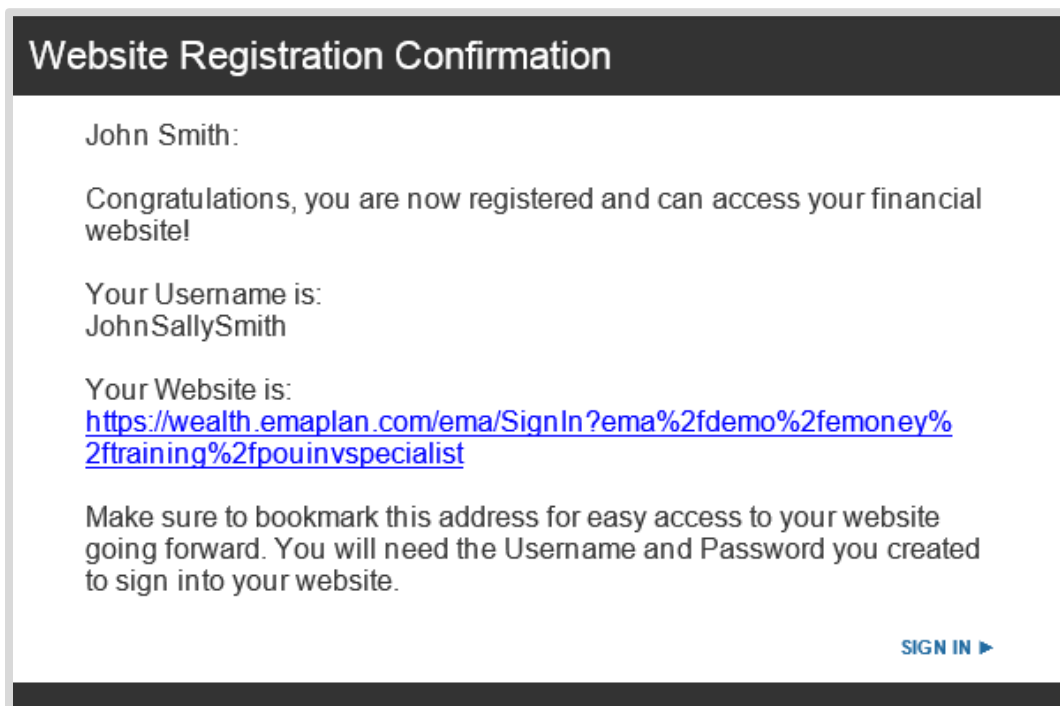 Website Registration Confirmation
John Smith:
Congratulations, you are now registered and can access your financial
website!
Your Username is:
JohnSallySmith
Your Website is:
https://wealth.emaplan.com/ema/SignIn?ema%2fdemo%2femoney%
2ftraining%2fpouinvspecialist
Make sure to bookmark this address for easy access to your website
going forward. You will need the Username and Password you created
to sign into your website.
SIGN IN ►